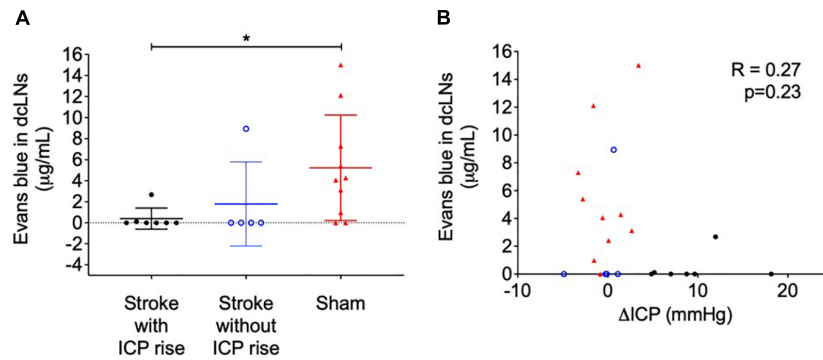 A
Evans blue in dcLNs
(µg/mL)
16
14
12
10
8
6
4
2
0
-2
-4
*
Stroke
with
ICP rise
Stroke
without
ICP rise
Sham
B
Evans blue in dcLNs
(µg/mL)
16
14
12
10
8
6
4
2
0
-10
0
10
20
ΔICP (mmHg)
R = 0.27
p=0.23